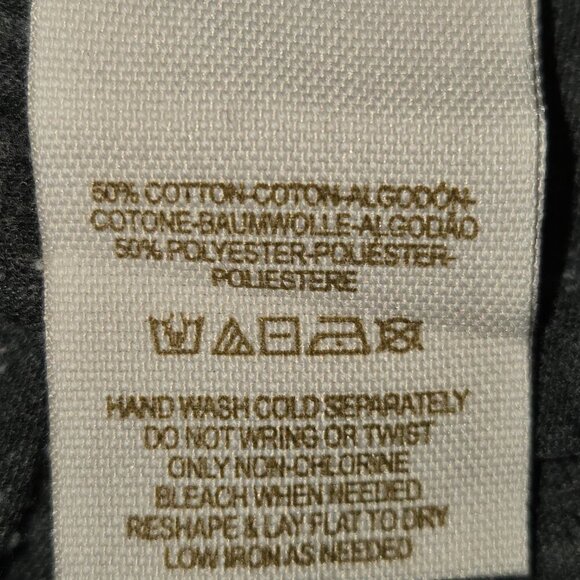 50% COTTON-COTON-ALGODÓN-
COTONE-BAUMWOLLE-ALGODÃO
50% POLYESTER-POLIÉSTER-
POLIESTERE
HAND WASH COLD SEPARATELY
DO NOT WRING OR TWIST
ONLY NON-CHLORINE
BLEACH WHEN NEEDED
RESHAPE & LAY FLAT TO DRY
LOW IRON AS NEEDED